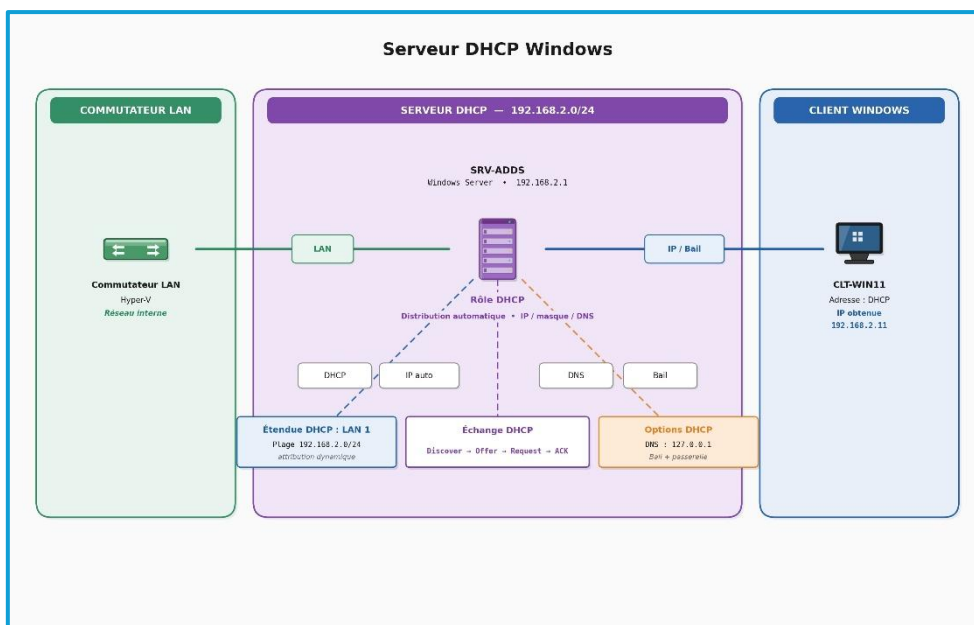 Serveur DHCP Windows
COMMUTATEUR LAN
SERVEUR DHCP — 192.168.2.0/24
CLIENT WINDOWS
SRV-ADDS
Windows Server • 192.168.2.1
LAN
IP / Bail
Commutateur LAN
Hyper-V
Réseau interne
Rôle DHCP
Distribution automatique • IP / masque / DNS
CLT-WIN11
Adresse : DHCP
IP obtenue
192.168.2.11
DHCP
IP auto
DNS
Bail
Étendue DHCP : LAN 1
Plage 192.168.2.0/24
attribution dynamique
Échange DHCP
Discover → Offer → Request → ACK
Options DHCP
DNS : 127.0.0.1
Bail + passerelle